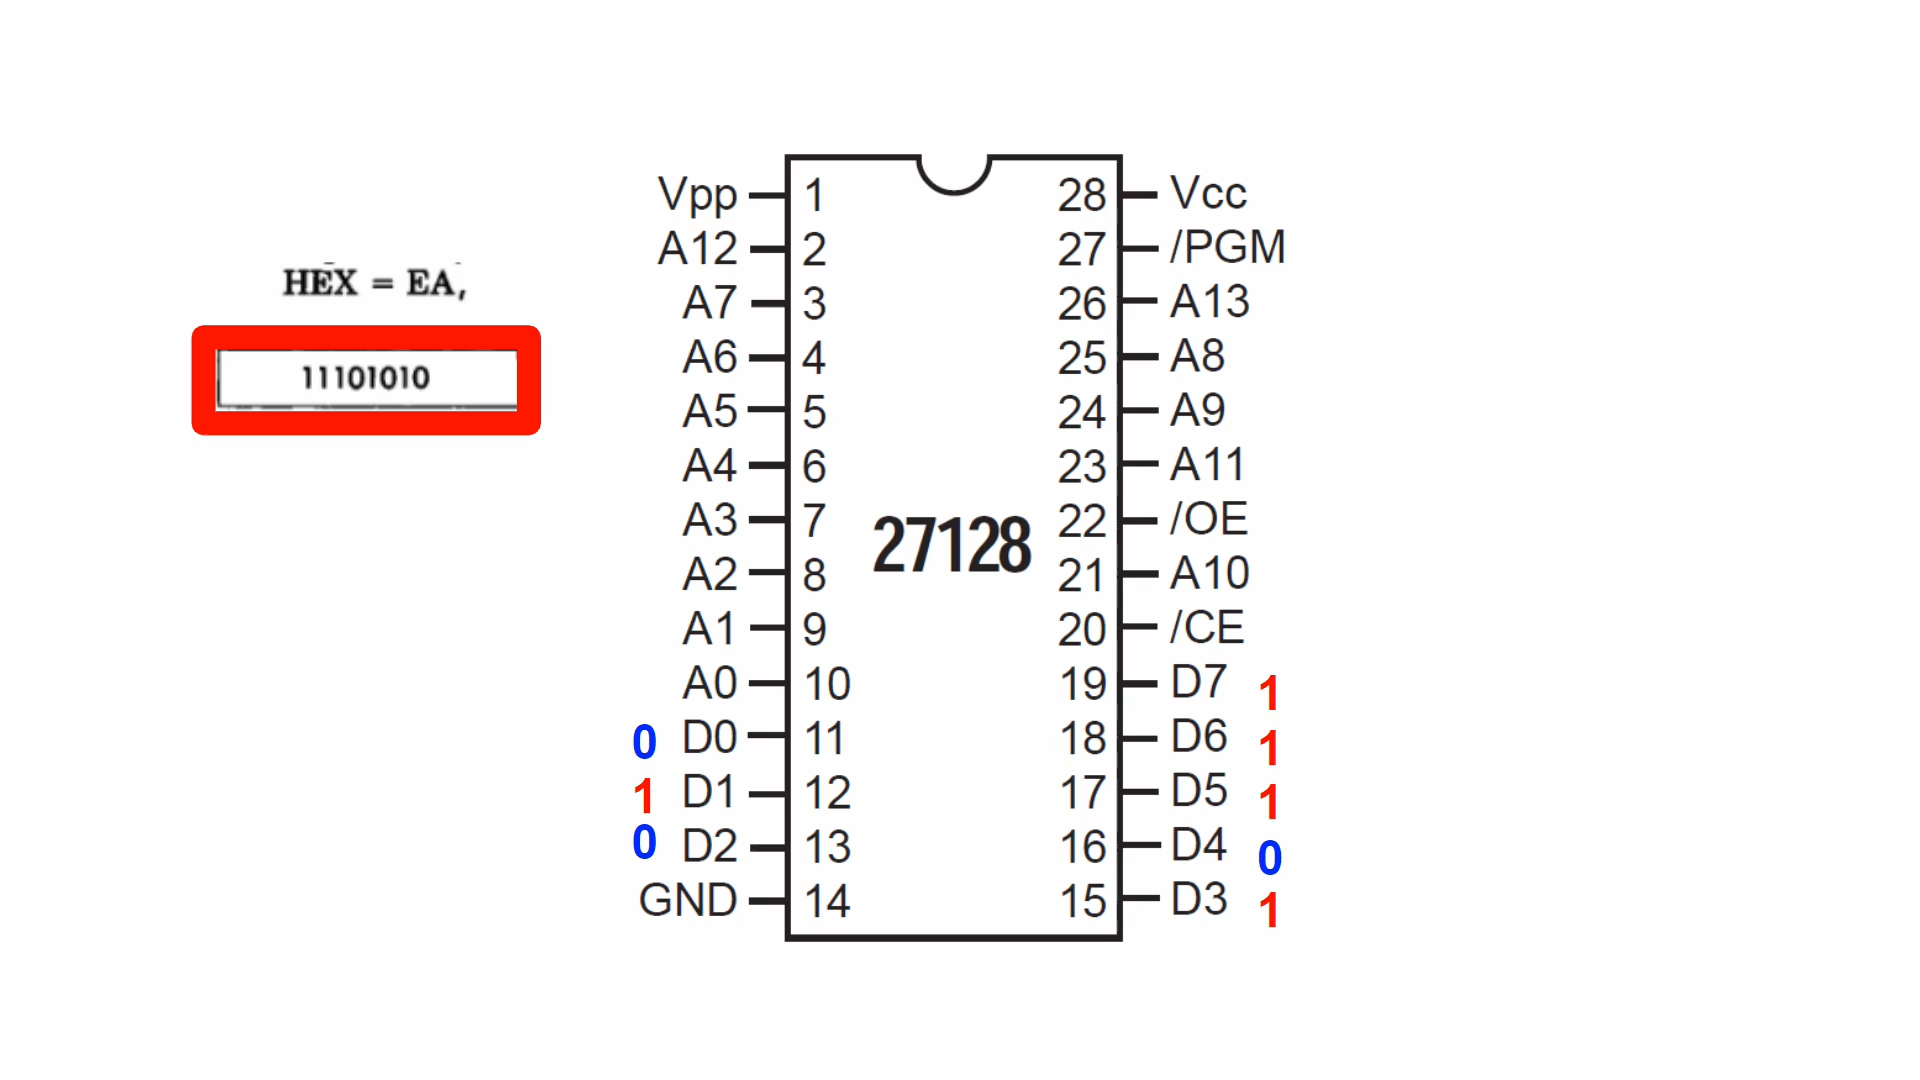 HEX = EA,
11101010
27128
Vpp 1 28 Vcc
A12 2 27 /PGM
A7 3 26 A13
A6 4 25 A8
A5 5 24 A9
A4 6 23 A11
A3 7 22 /OE
A2 8 21 A10
A1 9 20 /CE
A0 10 19 D7 1
0 D0 11 18 D6 1
1 D1 12 17 D5 1
0 D2 13 16 D4 0
GND 14 15 D3 1